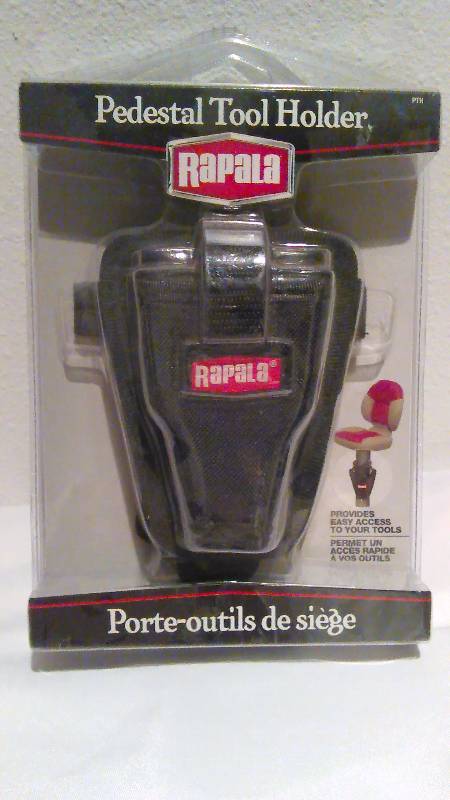 Pedestal Tool Holder
PTH
Rapala
Rapala®
PROVIDES
EASY ACCESS
TO YOUR TOOLS
PERMET UN
ACCÈS RAPIDE
À VOS OUTILS
Porte-outils de siège